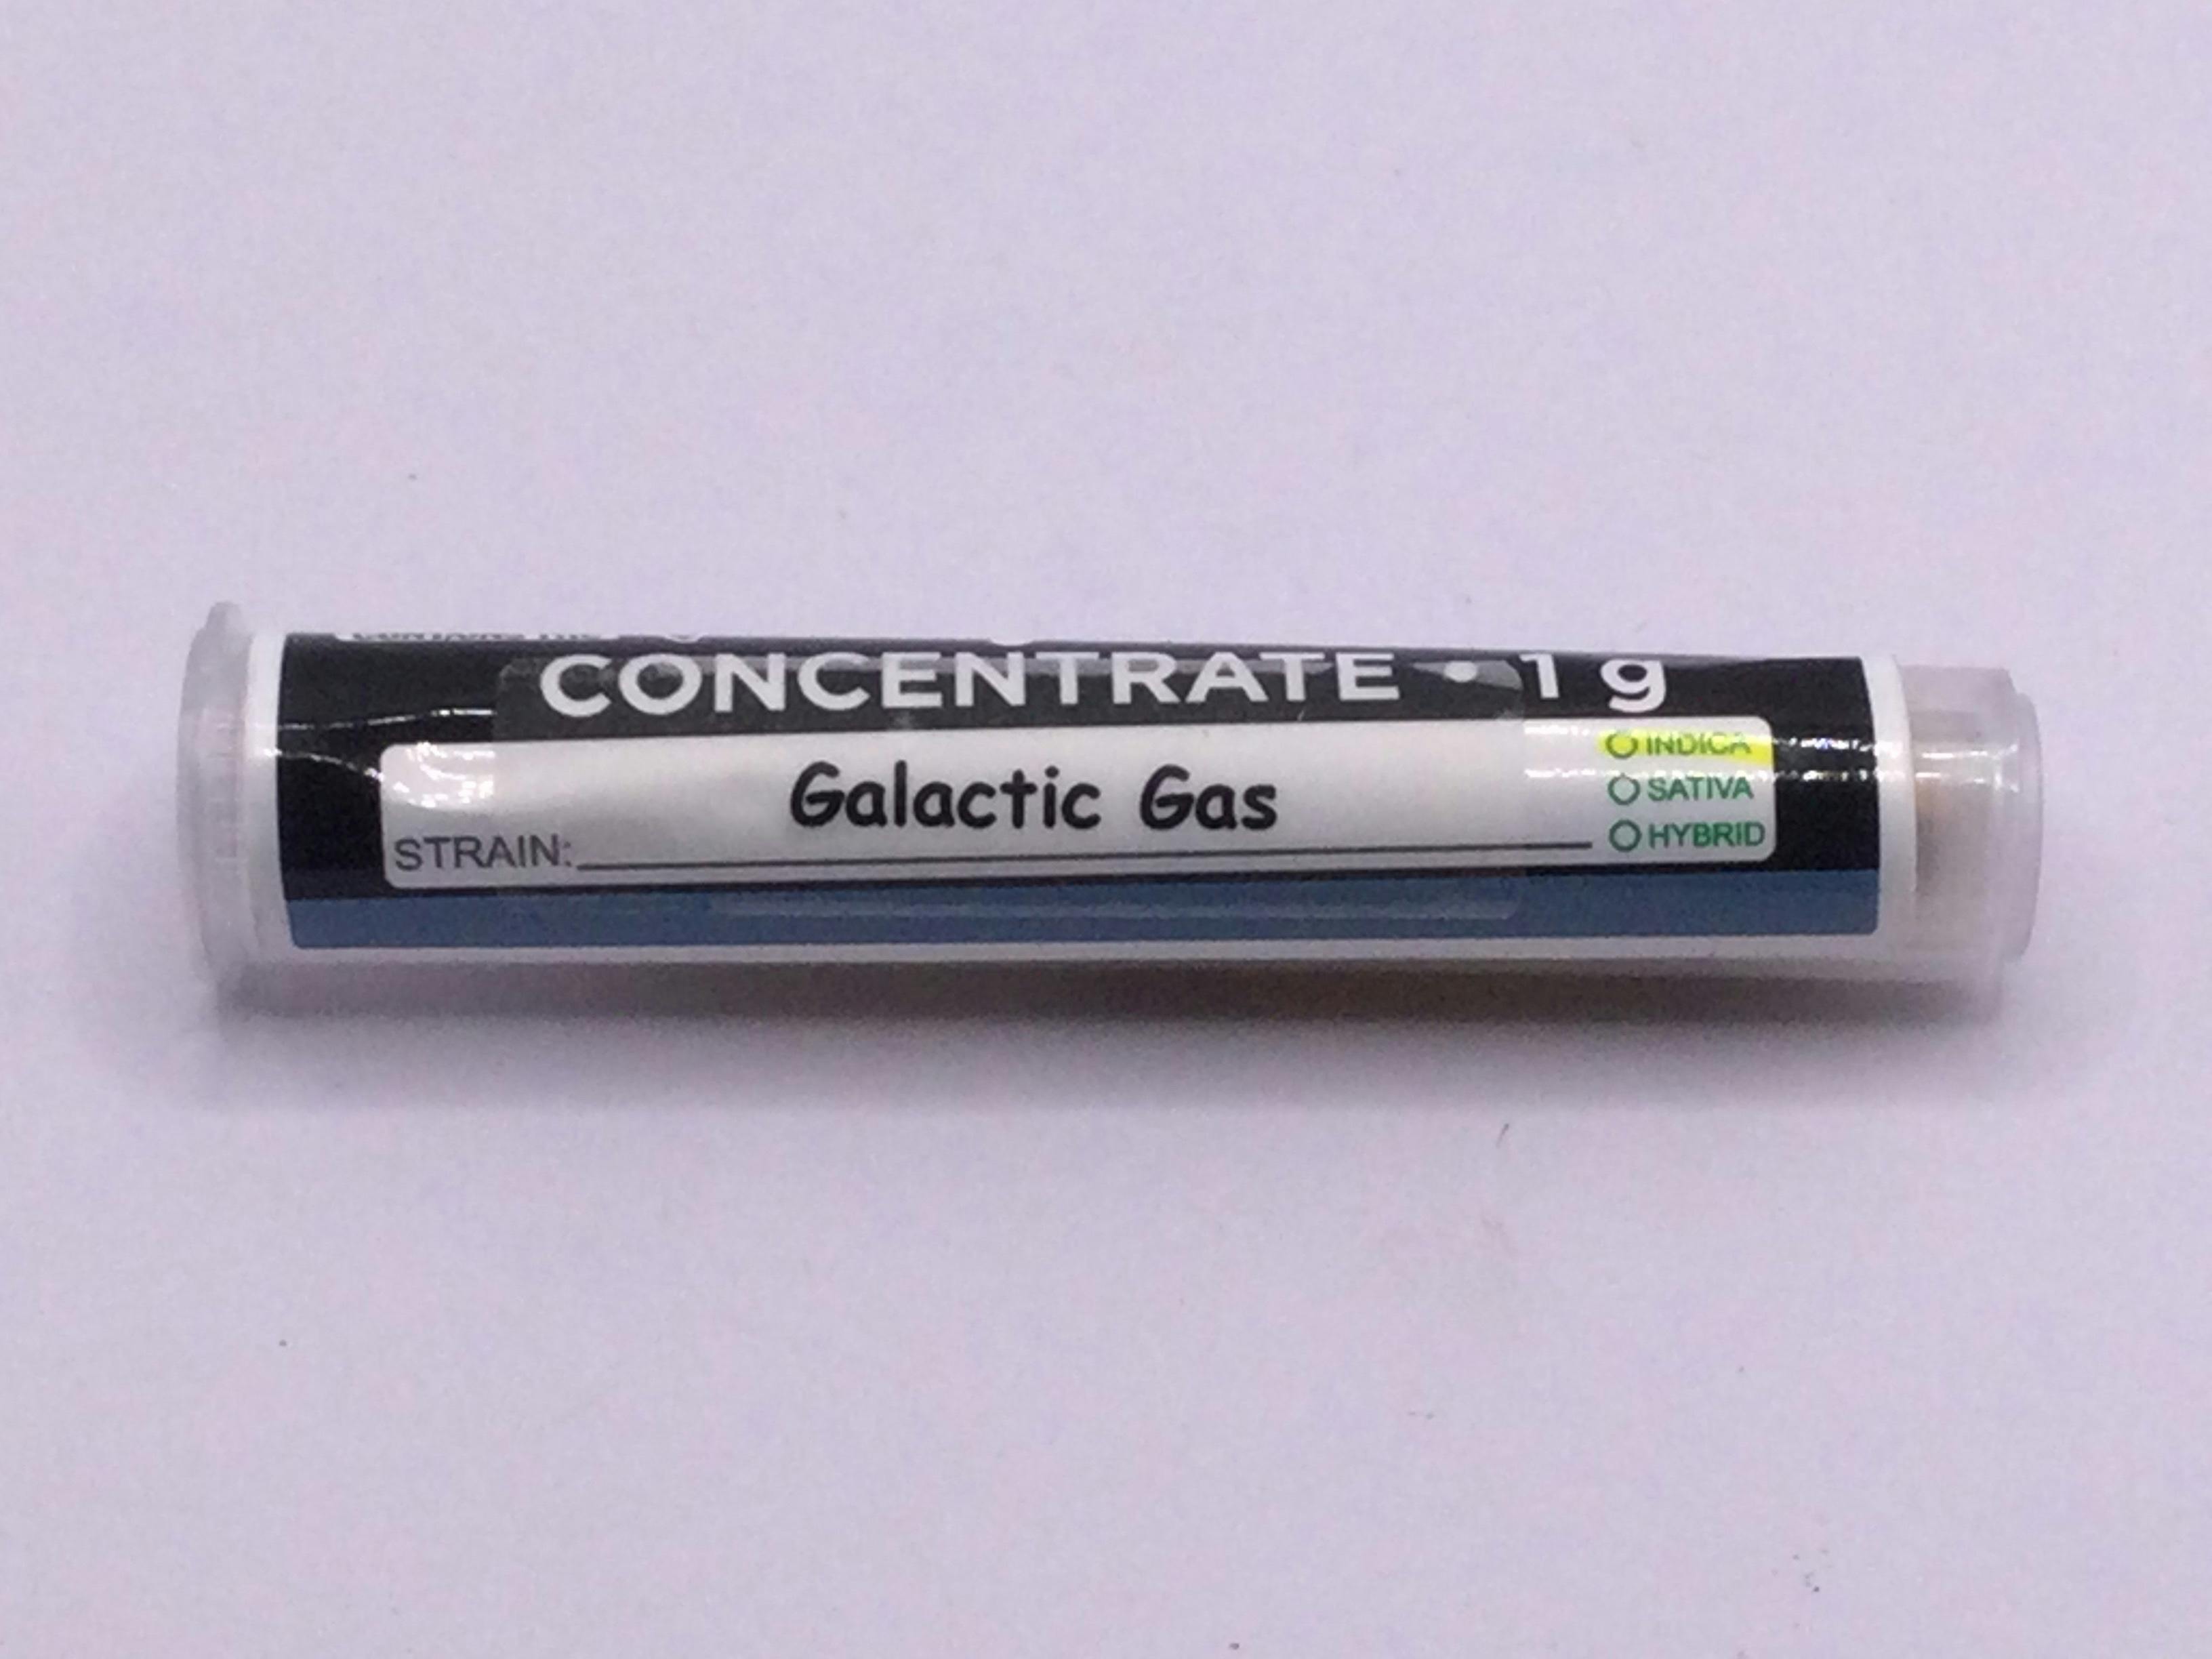 CONCENTRATE • 1 g
Galactic Gas
STRAIN:
INDICA
SATIVA
HYBRID